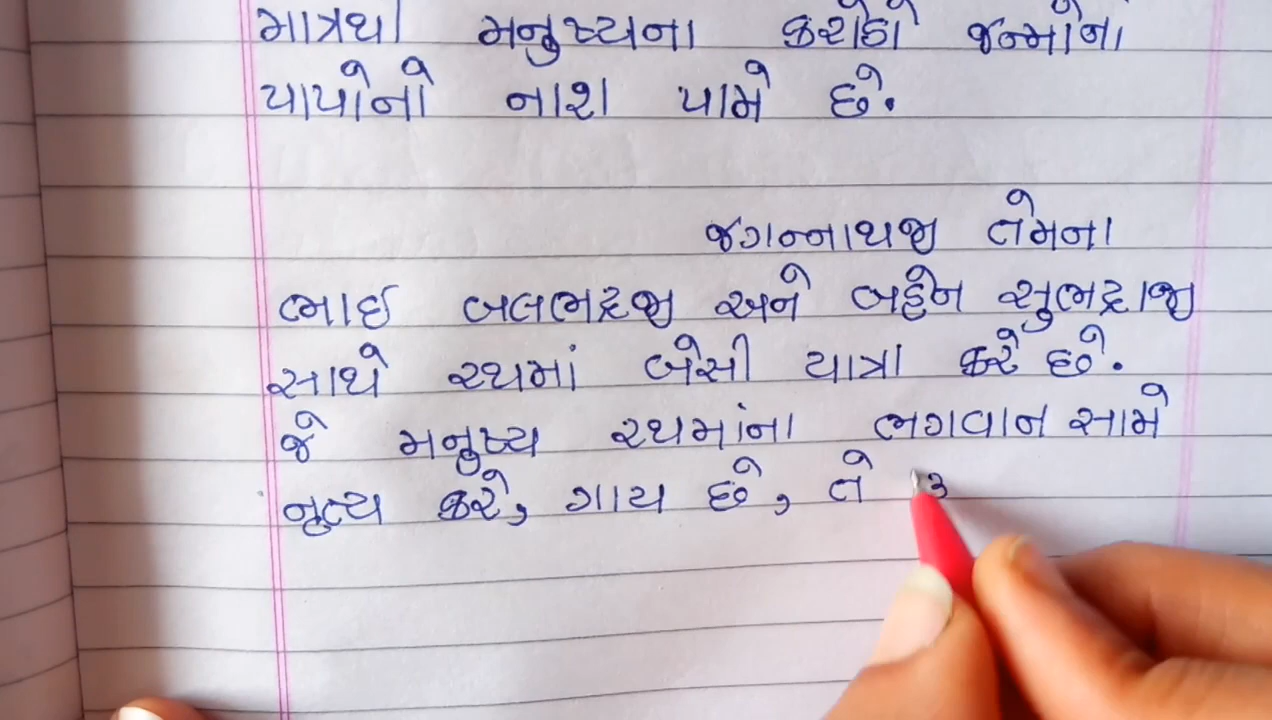 માત્રથી મનુષ્યના કરોડો જન્મોના
પાપોનો નાશ પામે છે.
જગન્નાથજી તેમના
ભાઇ બલભદ્રજી અને બહેન સુભદ્રાજી
સાથે રથમાં બેસી યાત્રા કરે છે.
જે મનુષ્ય રથમાંના ભગવાન સામે
નૃત્ય કરે, ગાય છે, તે